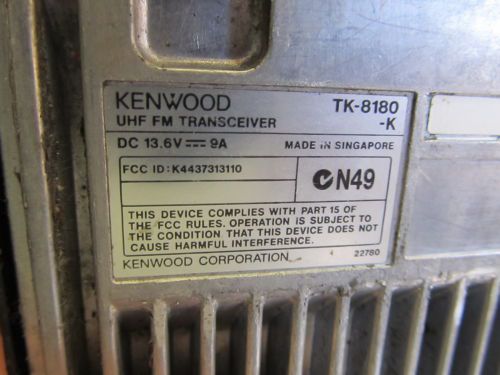 KENWOOD TK-8180
UHF FM TRANSCEIVER -K
DC 13.6V⎓9A MADE IN SINGAPORE
FCC ID: K4437313110
N49
THIS DEVICE COMPLIES WITH PART 15 OF
THE FCC RULES. OPERATION IS SUBJECT TO
THE CONDITION THAT THIS DEVICE DOES NOT
CAUSE HARMFUL INTERFERENCE.
KENWOOD CORPORATION 22780